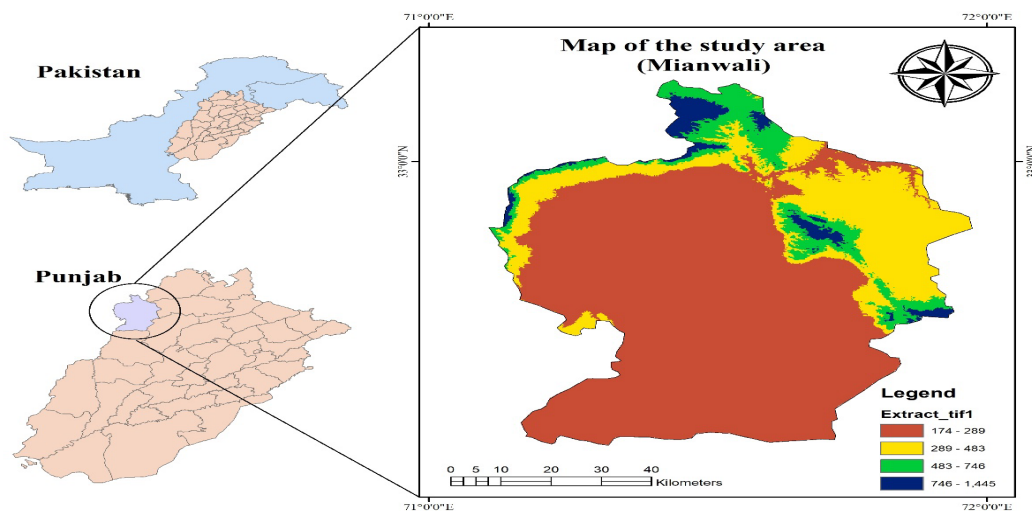 71°0'0"E
72°0'0"E
Pakistan
Map of the study area
(Mianwali)
33°0'0"N
33°0'0"N
Punjab
Legend
Extract_tif1
174 - 289
289 - 483
483 - 746
746 - 1,445
0 5 10 20 30 40
Kilometers
71°0'0"E
72°0'0"E